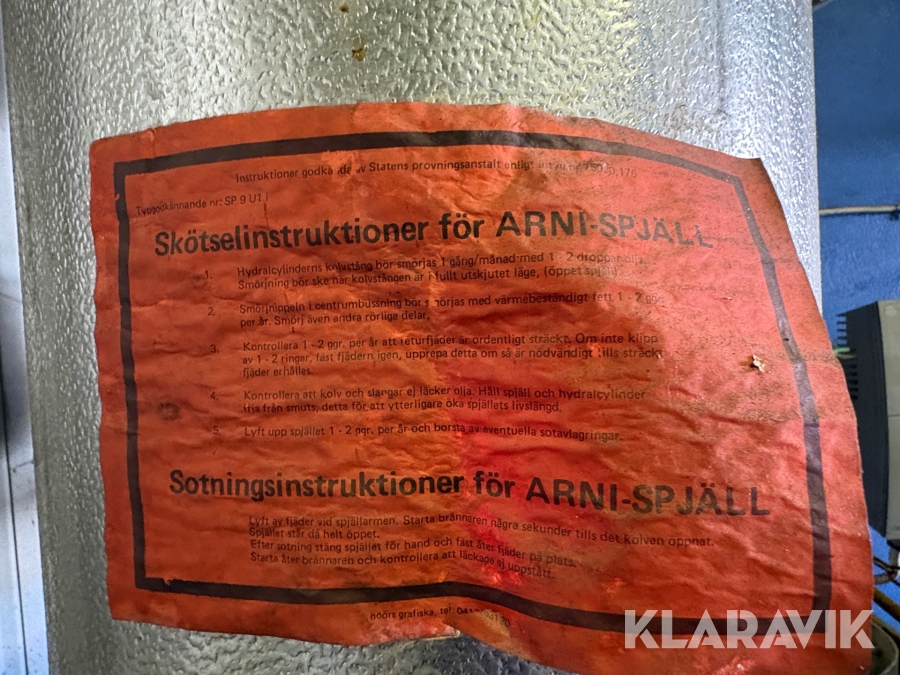 Instruktioner godkända av Statens provningsanstalt enligt intyg nr 75020,176
Typgodkännande nr: SP 9 U1 i
Skötselinstruktioner för ARNI-SPJÄLL
1. Hydralcylinderns kolvstång bör smörjas 1 gång/månad med 1 - 2 droppar olja.
Smörjning bör ske när kolvstången är i fullt utskjutet läge, (öppet spjäll).
2. Smörjnippeln i centrumbussning bör smörjas med värmebeständigt fett 1 - 2 ggr.
per år. Smörj även andra rörliga delar.
3. Kontrollera 1 - 2 ggr. per år att returfjäder är ordentligt sträckt. Om inte klipp
av 1 - 2 ringar, fäst fjädern igen, upprepa detta om så är nödvändigt tills sträckt
fjäder erhålles.
4. Kontrollera att kolv och slangar ej läcker olja. Håll spjäll och hydralcylinder
fria från smuts, detta för att ytterligare öka spjällets livslängd.
5. Lyft upp spjället 1 - 2 ggr. per år och borsta av eventuella sotavlagringar.
Sotningsinstruktioner för ARNI-SPJÄLL
Lyft av fjäder vid spjällarmen. Starta brännaren några sekunder tills det kolven öppnat.
Spjället står då helt öppet.
Efter sotning stäng spjället för hand och fäst åter fjäder på plats.
Starta åter brännaren och kontrollera att läckage ej uppstått.
höörs grafiska, tel.
KLARAVIK